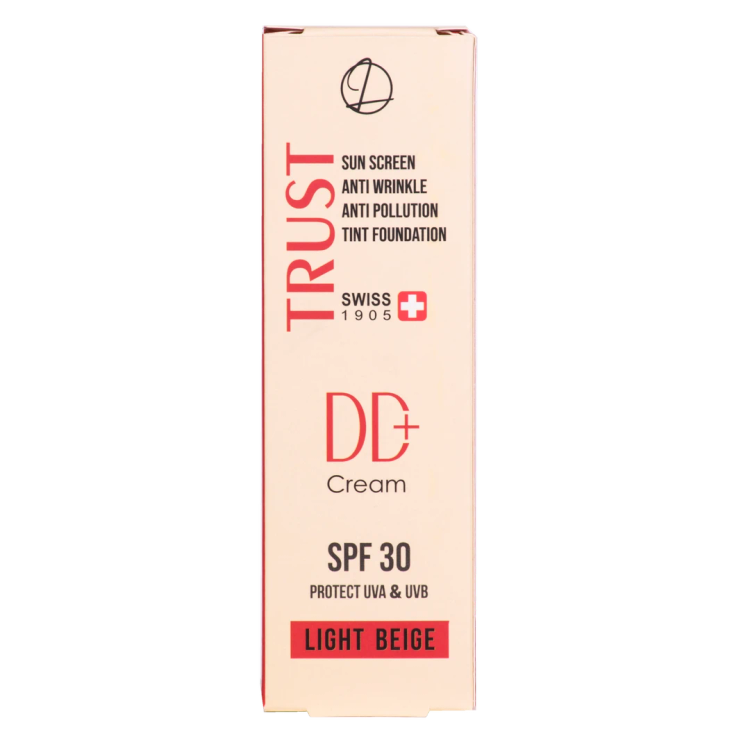 TRUST
SUN SCREEN
ANTI WRINKLE
ANTI POLLUTION
TINT FOUNDATION
SWISS
1905
DD+
Cream
SPF 30
PROTECT UVA & UVB
LIGHT BEIGE